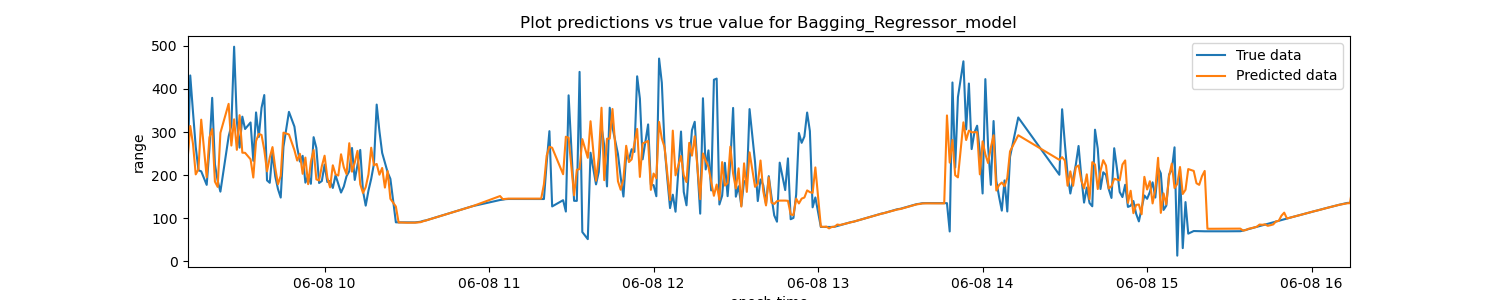 Plot predictions vs true value for Bagging_Regressor_model
500
400
300
200
100
0
range
True data
Predicted data
06-08 10
06-08 11
06-08 12
06-08 13
06-08 14
06-08 15
06-08 16
epoch time